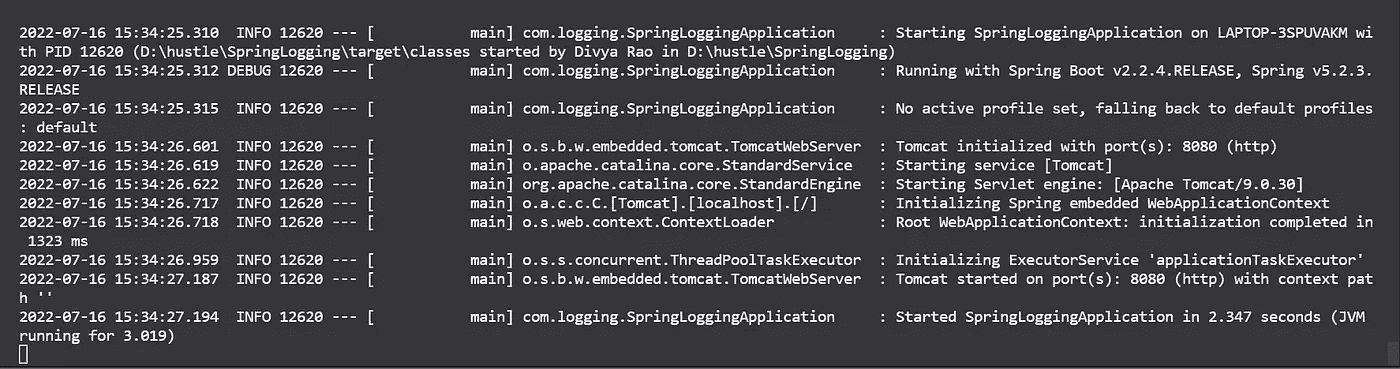 2022-07-16 15:34:25.310  INFO 12620 --- [           main] com.logging.SpringLoggingApplication     : Starting SpringLoggingApplication on LAPTOP-3SPUVAKM wi
th PID 12620 (D:\hustle\SpringLogging\target\classes started by Divya Rao in D:\hustle\SpringLogging)
2022-07-16 15:34:25.312 DEBUG 12620 --- [           main] com.logging.SpringLoggingApplication     : Running with Spring Boot v2.2.4.RELEASE, Spring v5.2.3.
RELEASE
2022-07-16 15:34:25.315  INFO 12620 --- [           main] com.logging.SpringLoggingApplication     : No active profile set, falling back to default profiles
: default
2022-07-16 15:34:26.601  INFO 12620 --- [           main] o.s.b.w.embedded.tomcat.TomcatWebServer  : Tomcat initialized with port(s): 8080 (http)
2022-07-16 15:34:26.619  INFO 12620 --- [           main] o.apache.catalina.core.StandardService   : Starting service [Tomcat]
2022-07-16 15:34:26.622  INFO 12620 --- [           main] org.apache.catalina.core.StandardEngine  : Starting Servlet engine: [Apache Tomcat/9.0.30]
2022-07-16 15:34:26.717  INFO 12620 --- [           main] o.a.c.c.C.[Tomcat].[localhost].[/]       : Initializing Spring embedded WebApplicationContext
2022-07-16 15:34:26.718  INFO 12620 --- [           main] o.s.web.context.ContextLoader            : Root WebApplicationContext: initialization completed in
 1323 ms
2022-07-16 15:34:26.959  INFO 12620 --- [           main] o.s.s.concurrent.ThreadPoolTaskExecutor  : Initializing ExecutorService 'applicationTaskExecutor'
2022-07-16 15:34:27.187  INFO 12620 --- [           main] o.s.b.w.embedded.tomcat.TomcatWebServer  : Tomcat started on port(s): 8080 (http) with context pat
h ''
2022-07-16 15:34:27.194  INFO 12620 --- [           main] com.logging.SpringLoggingApplication     : Started SpringLoggingApplication in 2.347 seconds (JVM
running for 3.019)